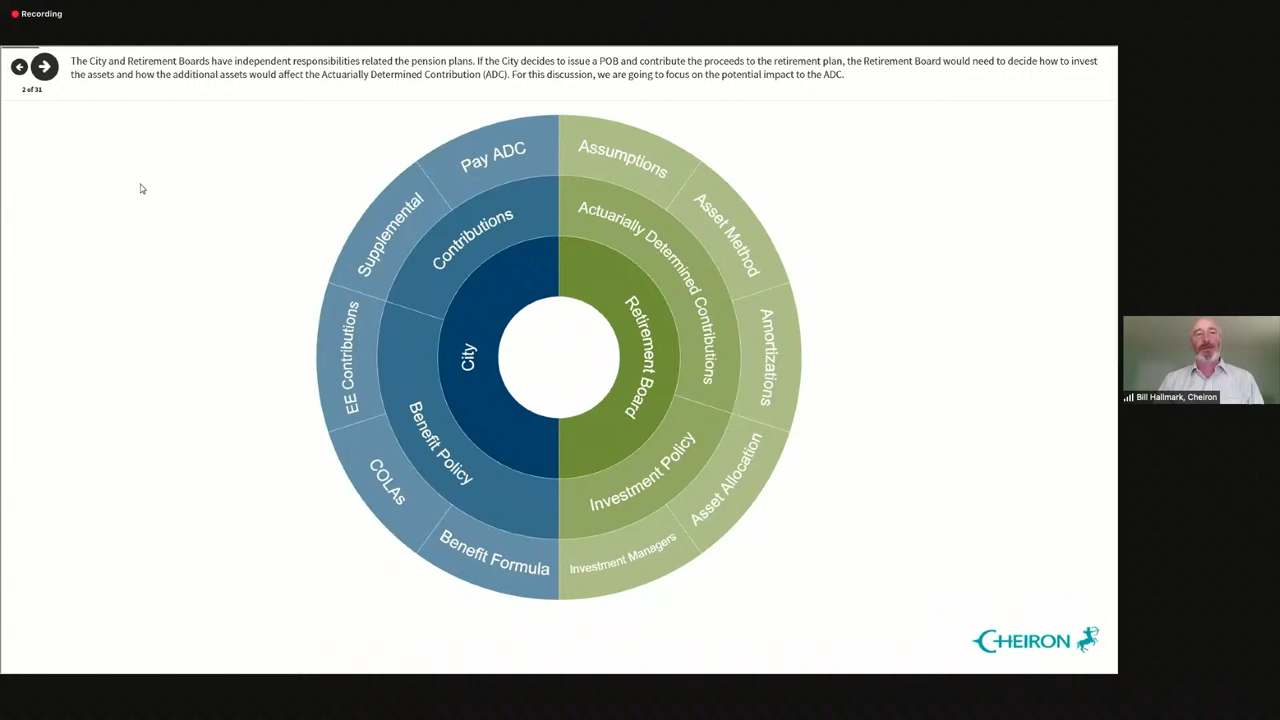 Recording
The City and Retirement Boards have independent responsibilities related the pension plans. If the City decides to issue a POB and contribute the proceeds to the retirement plan, the Retirement Board would need to decide how to invest
the assets and how the additional assets would affect the Actuarially Determined Contribution (ADC). For this discussion, we are going to focus on the potential impact to the ADC.
2 of 31
Pay ADC
Assumptions
Supplemental
Contributions
Actuarially Determined Contributions
Asset Method
EE Contributions
City
Retirement Board
Amortizations
Benefit Policy
Investment Policy
COLAs
Asset Allocation
Benefit Formula
Investment Managers
Bill Hallmark, Cheiron
CHEIRON